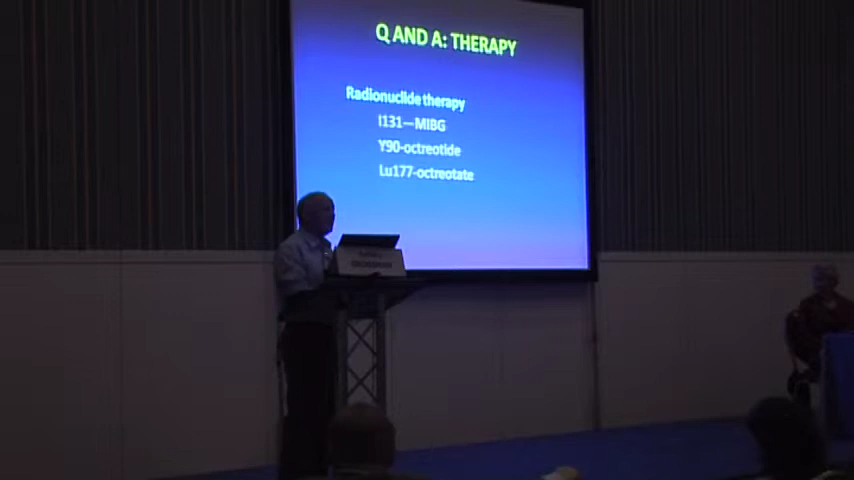 Q AND A: THERAPY
Radionuclide therapy
I131—MIBG
Y90-octreotide
Lu177-octreotate